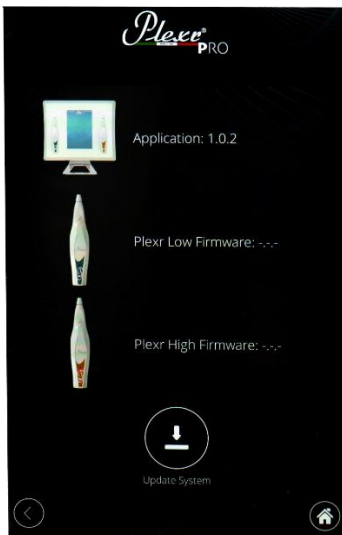 Plexr®
PRO
Application: 1.0.2
Plexr Low Firmware: -.-.-
Plexr High Firmware: -.-.-
Update System